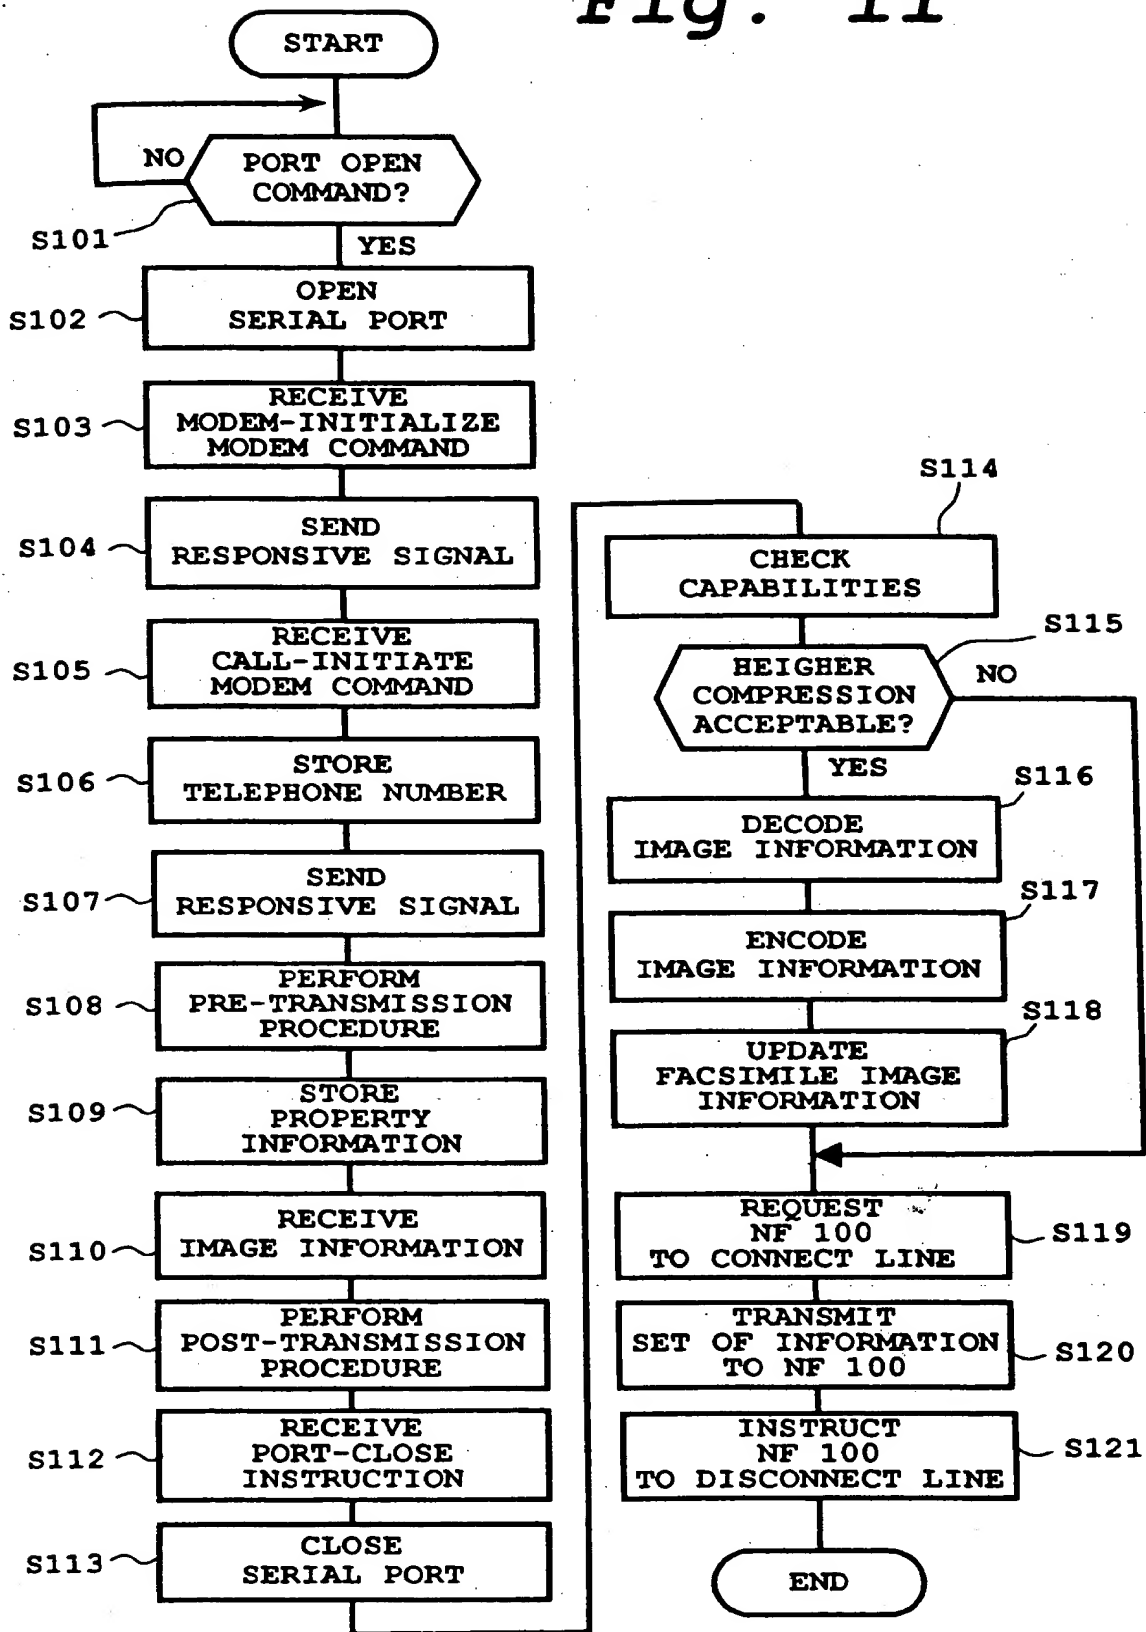 Fig. 11
START
NO
PORT OPEN
COMMAND?
S101
YES
OPEN
SERIAL PORT
S102
RECEIVE
MODEM-INITIALIZE
MODEM COMMAND
S103
SEND
RESPONSIVE SIGNAL
S104
RECEIVE
CALL-INITIATE
MODEM COMMAND
S105
STORE
TELEPHONE NUMBER
S106
SEND
RESPONSIVE SIGNAL
S107
PERFORM
PRE-TRANSMISSION
PROCEDURE
S108
STORE
PROPERTY
INFORMATION
S109
RECEIVE
IMAGE INFORMATION
S110
PERFORM
POST-TRANSMISSION
PROCEDURE
S111
RECEIVE
PORT-CLOSE
INSTRUCTION
S112
CLOSE
SERIAL PORT
S113
S114
CHECK
CAPABILITIES
S115
HEIGHER
COMPRESSION
ACCEPTABLE?
NO
YES
S116
DECODE
IMAGE INFORMATION
S117
ENCODE
IMAGE INFORMATION
S118
UPDATE
FACSIMILE IMAGE
INFORMATION
REQUEST
NF 100
TO CONNECT LINE
S119
TRANSMIT
SET OF INFORMATION
TO NF 100
S120
INSTRUCT
NF 100
TO DISCONNECT LINE
S121
END